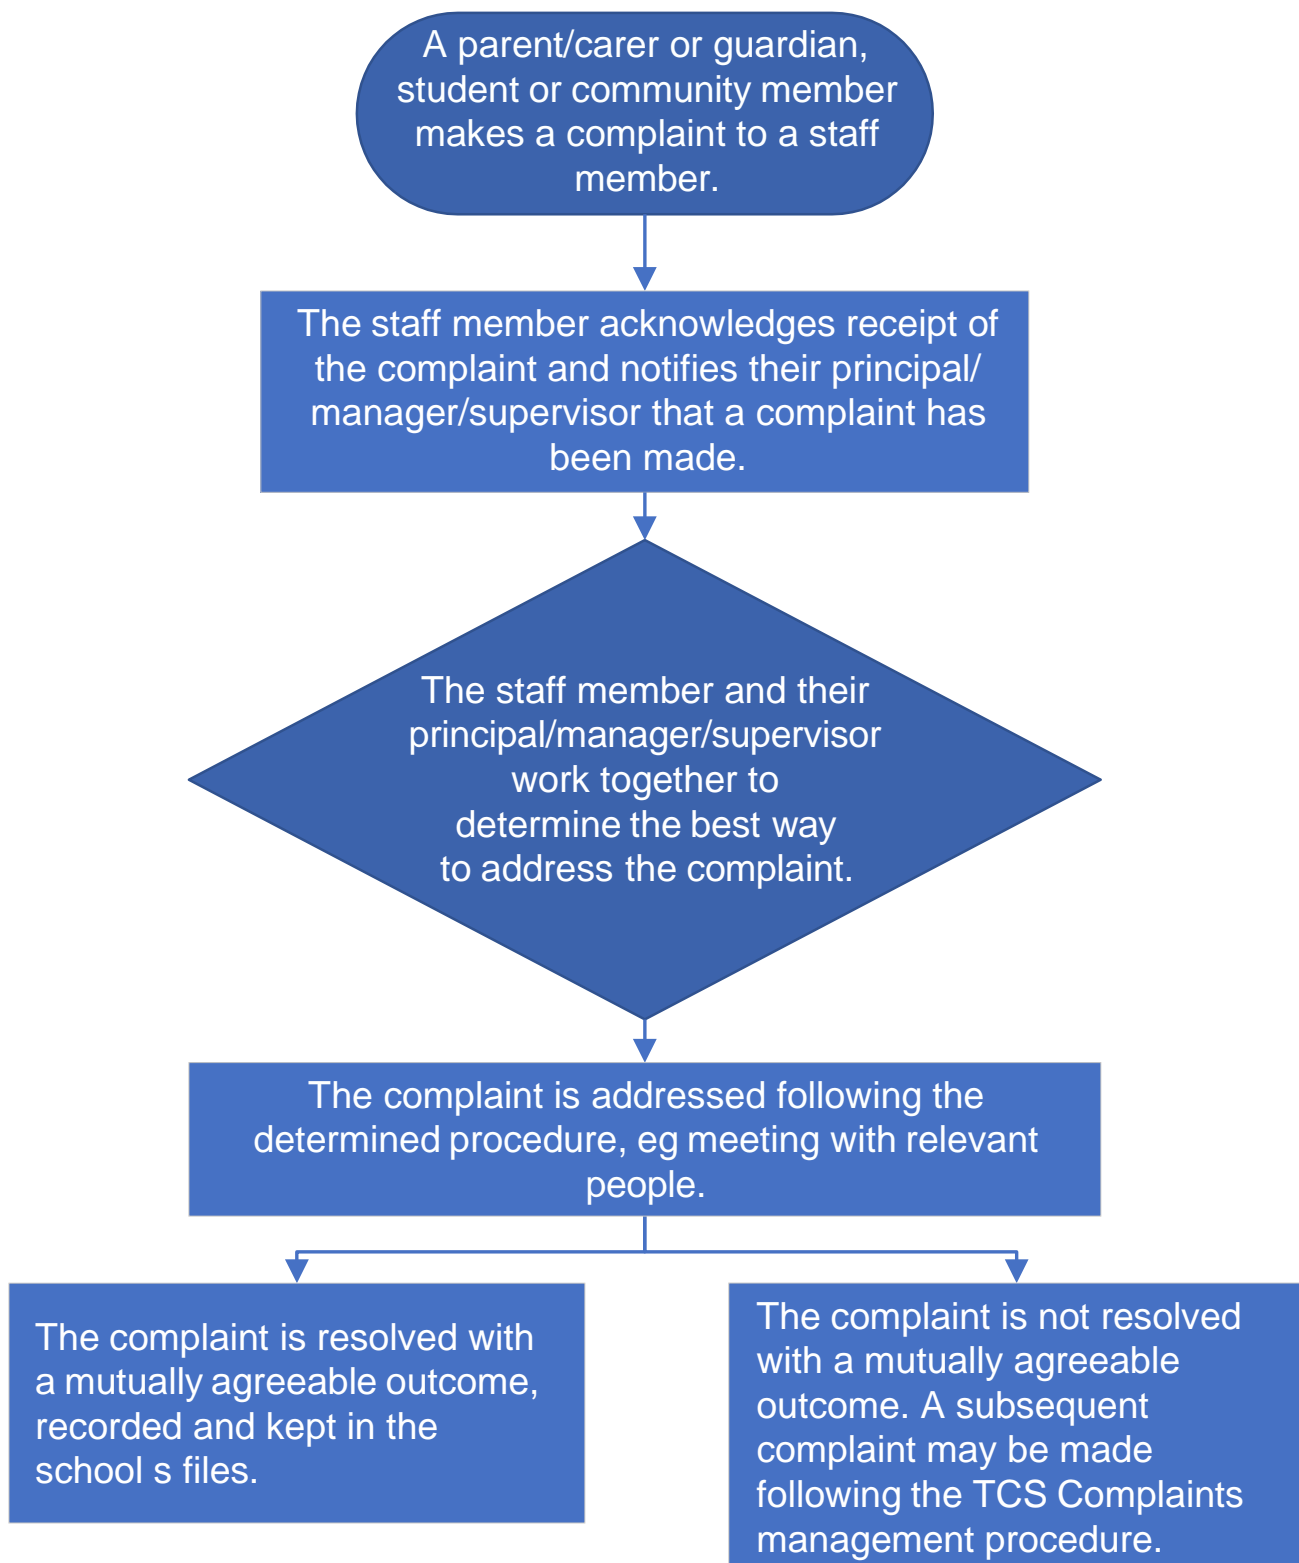 A parent/carer or guardian,
student or community member
makes a complaint to a staff
member.
The staff member acknowledges receipt of
the complaint and notifies their principal/
manager/supervisor that a complaint has
been made.
The staff member and their
principal/manager/supervisor
work together to
determine the best way
to address the complaint.
The complaint is addressed following the
determined procedure, eg meeting with relevant
people.
The complaint is resolved with
a mutually agreeable outcome,
recorded and kept in the
school s files.
The complaint is not resolved
with a mutually agreeable
outcome. A subsequent
complaint may be made
following the TCS Complaints
management procedure.